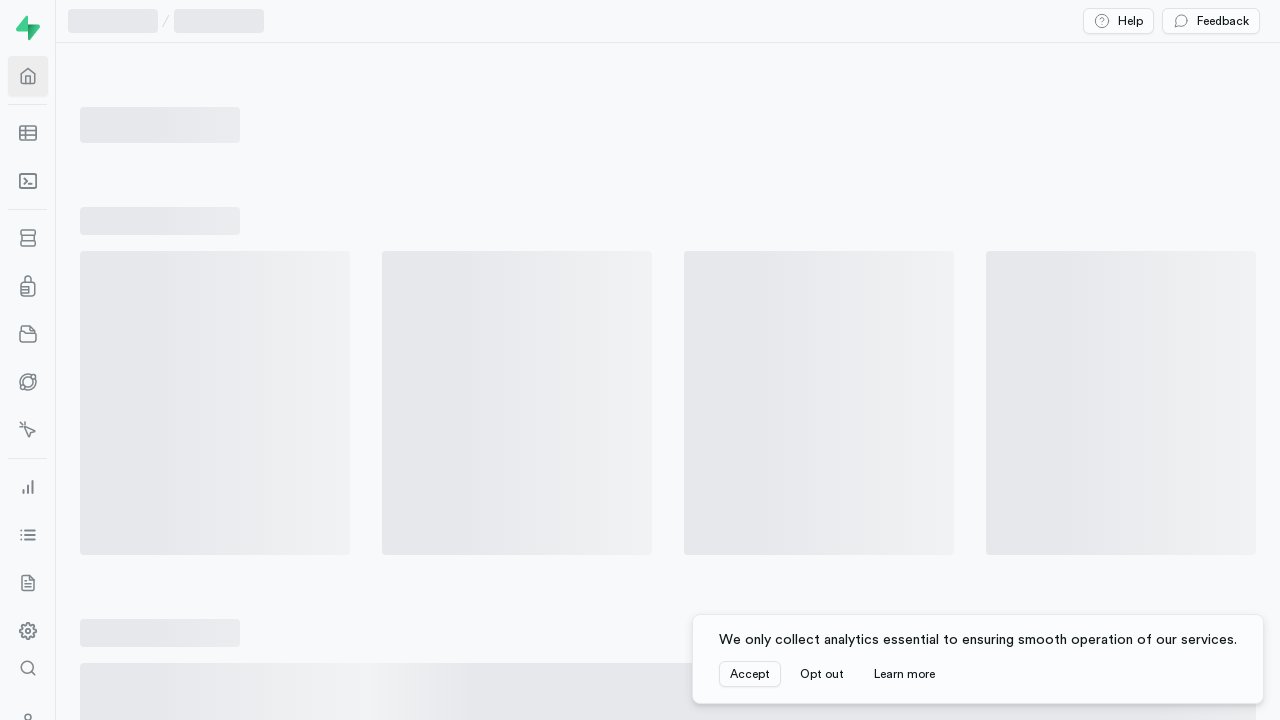 /
Help
Feedback
We only collect analytics essential to ensuring smooth operation of our services.
Accept
Opt out
Learn more